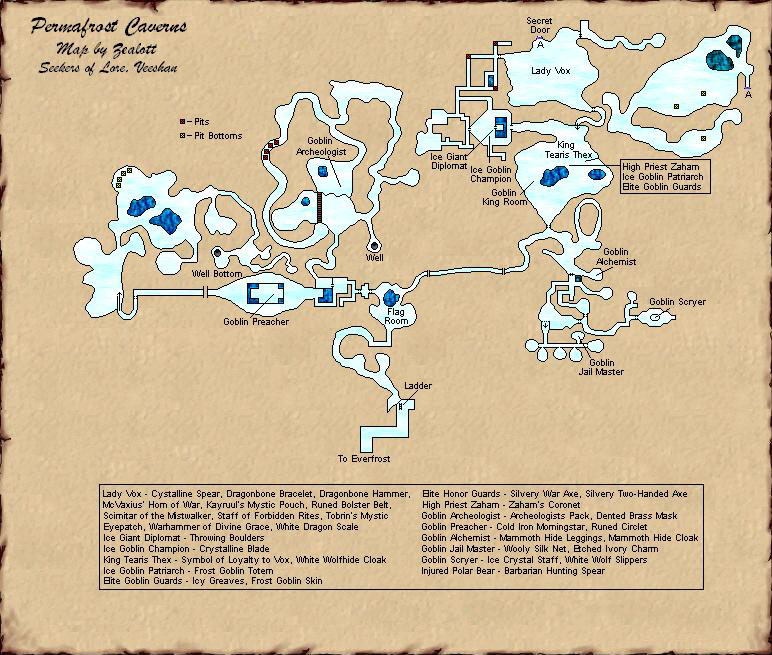 Permafrost Caverns
Map by Zealott
Seekers of Lore, Veeshan
Secret
Door
A
Lady Vox
A
- Pits
- Pit Bottoms
Goblin
Archeologist
Ice Giant
Diplomat
Ice Goblin
Champion
King
Tearis Thex
Goblin
King Room
High Priest Zaham
Ice Goblin Patriarch
Elite Goblin Guards
Well
Well Bottom
Goblin
Alchemist
Goblin Preacher
Flag
Room
Goblin Scryer
Goblin
Jail Master
Ladder
To Everfrost
Lady Vox - Cystalline Spear, Dragonbone Bracelet, Dragonbone Hammer,
McVaxius' Horn of War, Kayruul's Mystic Pouch, Runed Bolster Belt,
Scimitar of the Mistwalker, Staff of Forbidden Rites, Tobrin's Mystic
Eyepatch, Warhammer of Divine Grace, White Dragon Scale
Ice Giant Diplomat - Throwing Boulders
Ice Goblin Champion - Crystalline Blade
King Tearis Thex - Symbol of Loyalty to Vox, White Wolfhide Cloak
Ice Goblin Patriarch - Frost Goblin Totem
Elite Goblin Guards - Icy Greaves, Frost Goblin Skin
Elite Honor Guards - Silvery War Axe, Silvery Two-Handed Axe
High Priest Zaham - Zaham's Coronet
Goblin Archeologist - Archeologists Pack, Dented Brass Mask
Goblin Preacher - Cold Iron Morningstar, Runed Circlet
Goblin Alchemist - Mammoth Hide Leggings, Mammoth Hide Cloak
Goblin Jail Master - Wooly Silk Net, Etched Ivory Charm
Goblin Scryer - Ice Crystal Staff, White Wolf Slippers
Injured Polar Bear - Barbarian Hunting Spear